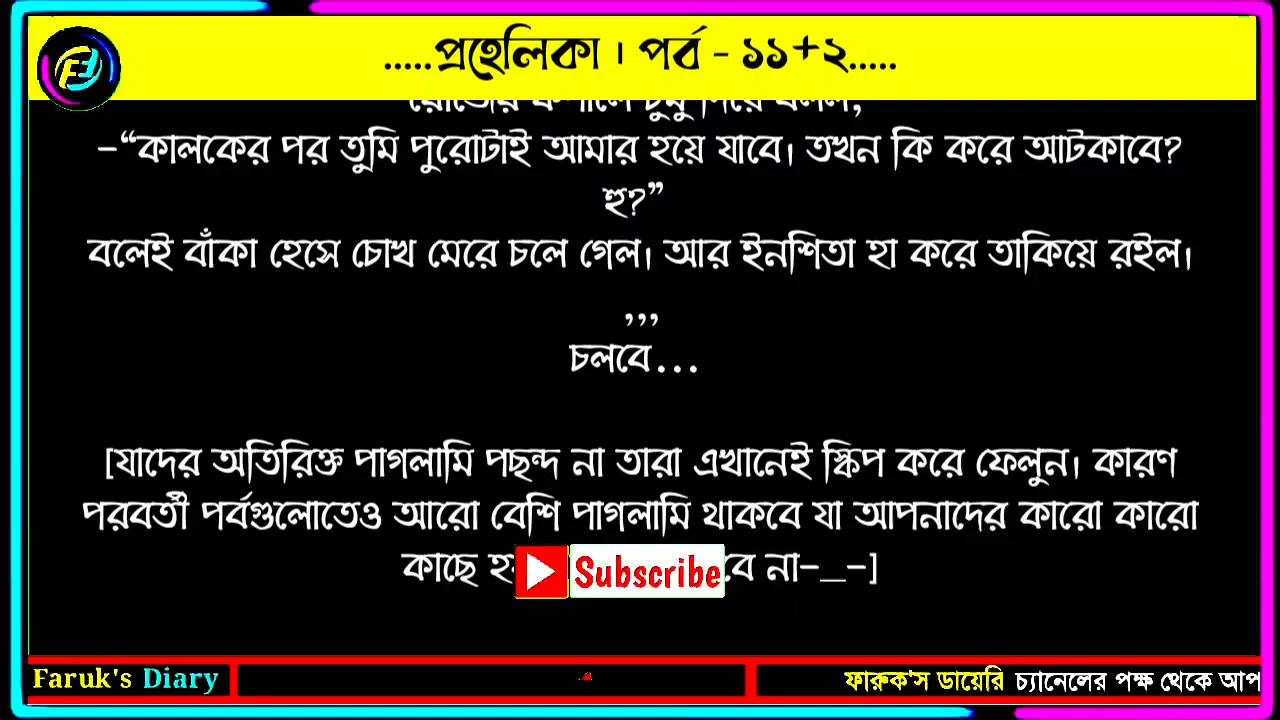 .....প্রহেলিকা । পর্ব - ১১+২.....
-“কালকের পর তুমি পুরোটাই আমার হয়ে যাবে। তখন কি করে আটকাবে?
হু?”
বলেই বাঁকা হেসে চোখ মেরে চলে গেল। আর ইনশিতা হা করে তাকিয়ে রইল।
,,,
চলবে...
[যাদের অতিরিক্ত পাগলামি পছন্দ না তারা এখানেই স্কিপ করে ফেলুন। কারণ
পরবর্তী পর্বগুলোতেও আরো বেশি পাগলামি থাকবে যা আপনাদের কারো কারো
কাছে না-_-]
Subscribe
Faruk's Diary
ফারুক'স ডায়েরি চ্যানেলের পক্ষ থেকে আপ